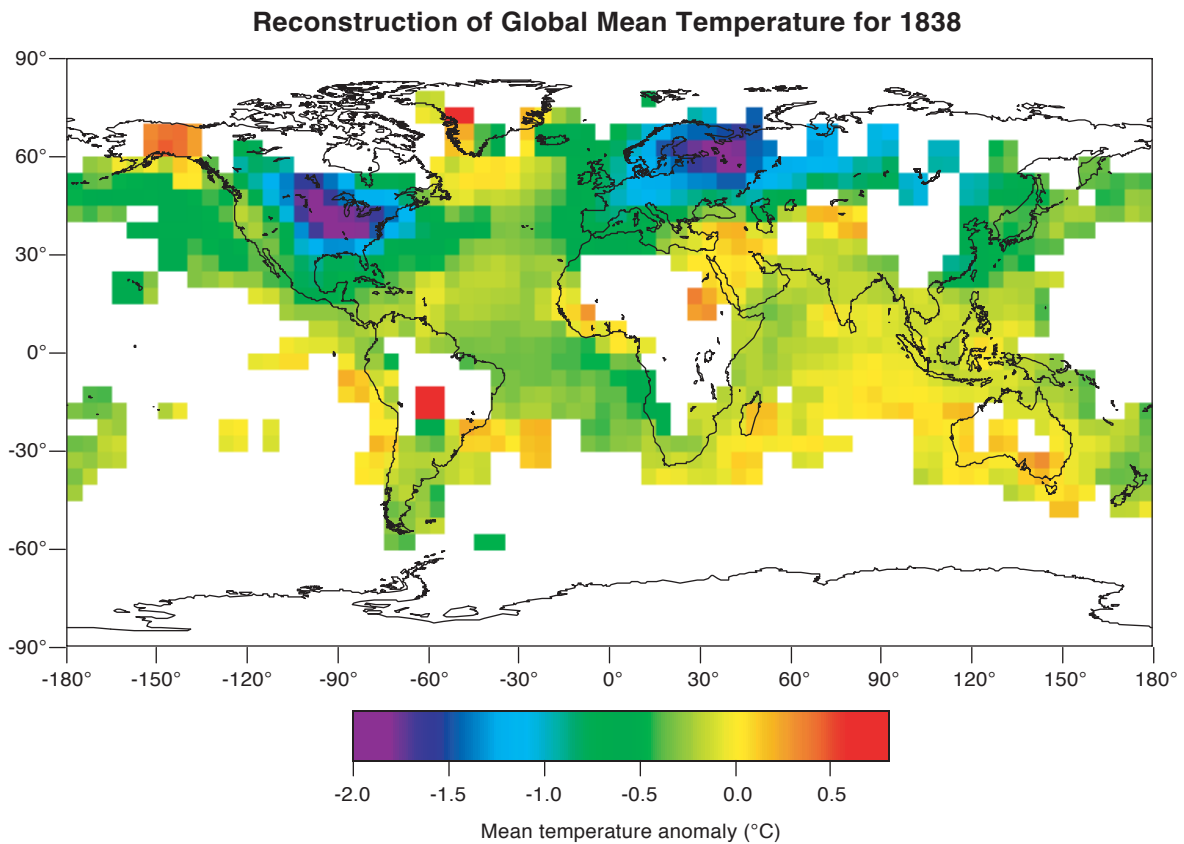 Reconstruction of Global Mean Temperature for 1838
90°
60°
30°
0°
-30°
-60°
-90°
-180° -150° -120° -90° -60° -30° 0° 30° 60° 90° 120° 150° 180°
-2.0 -1.5 -1.0 -0.5 0.0 0.5
Mean temperature anomaly (°C)